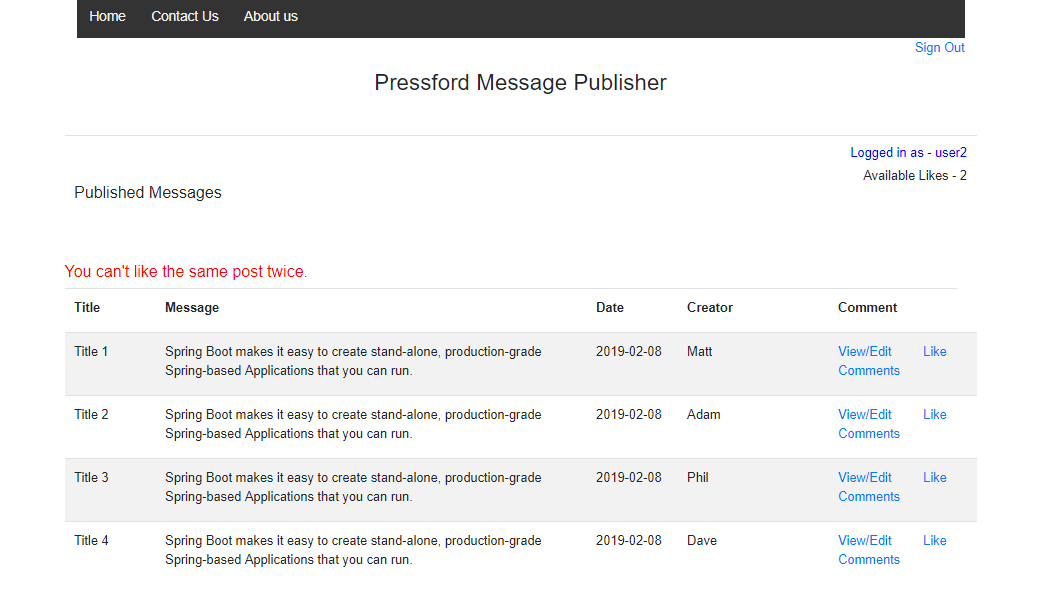 Home Contact Us About us
Sign Out
Pressford Message Publisher
Logged in as - user2
Available Likes - 2
Published Messages
You can't like the same post twice.
Title Message Date Creator Comment
Title 1 Spring Boot makes it easy to create stand-alone, production-grade 2019-02-08 Matt View/Edit Like
Spring-based Applications that you can run. Comments
Title 2 Spring Boot makes it easy to create stand-alone, production-grade 2019-02-08 Adam View/Edit Like
Spring-based Applications that you can run. Comments
Title 3 Spring Boot makes it easy to create stand-alone, production-grade 2019-02-08 Phil View/Edit Like
Spring-based Applications that you can run. Comments
Title 4 Spring Boot makes it easy to create stand-alone, production-grade 2019-02-08 Dave View/Edit Like
Spring-based Applications that you can run. Comments